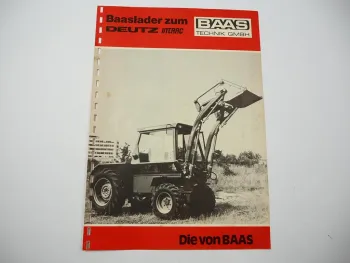 Baaslader zum
DEUTZ INTRAC
BAAS
TECHNIK GMBH
Die von BAAS